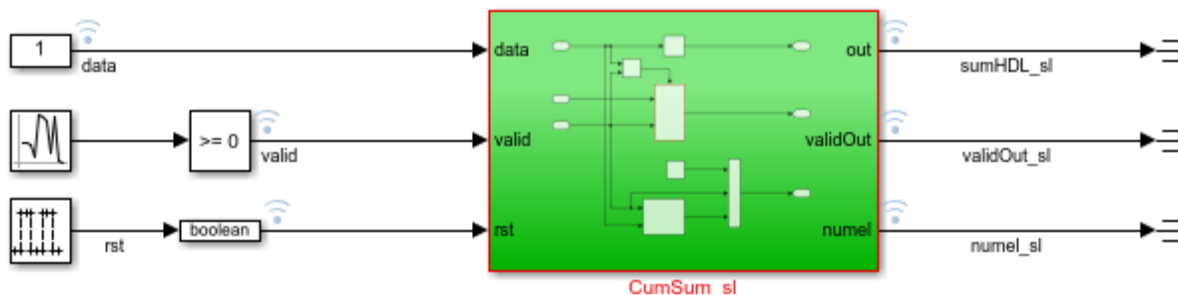 1
data
data
out
sumHDL_sl
>= 0
valid
valid
validOut
validOut_sl
rst
boolean
rst
numel
numel_sl
CumSum_sl